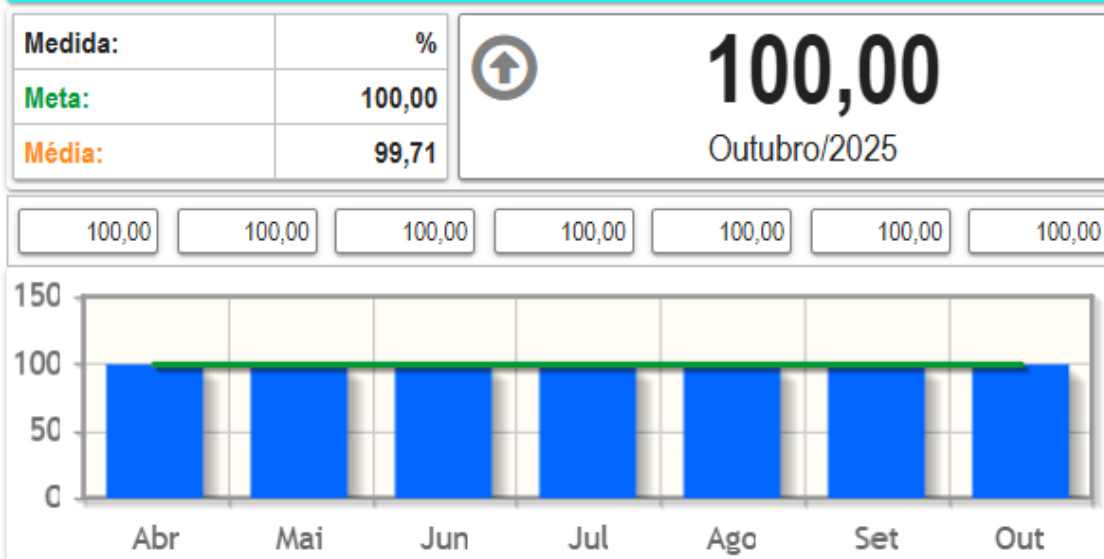 Medida: %
Meta: 100,00
Média: 99,71
100,00
Outubro/2025
100,00 100,00 100,00 100,00 100,00 100,00 100,00
150
100
50
0
Abr Mai Jun Jul Ago Set Out